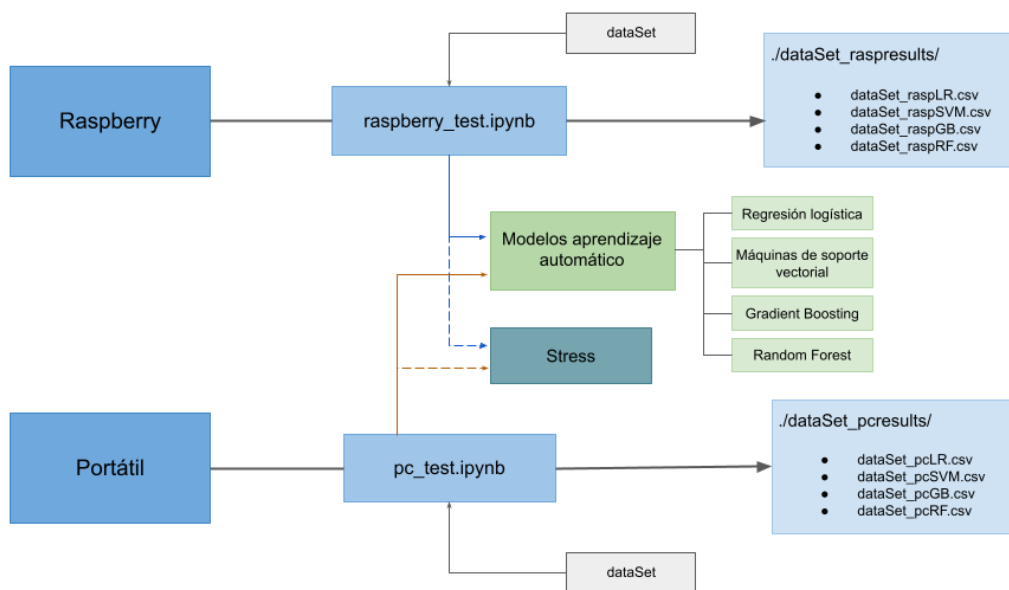 dataSet
./dataSet_raspresults/
● dataSet_raspLR.csv
● dataSet_raspSVM.csv
● dataSet_raspGB.csv
● dataSet_raspRF.csv
Raspberry
raspberry_test.ipynb
Modelos aprendizaje
automático
Regresión logística
Máquinas de soporte
vectorial
Gradient Boosting
Random Forest
Stress
Portátil
pc_test.ipynb
./dataSet_pcresults/
● dataSet_pcLR.csv
● dataSet_pcSVM.csv
● dataSet_pcGB.csv
● dataSet_pcRF.csv
dataSet